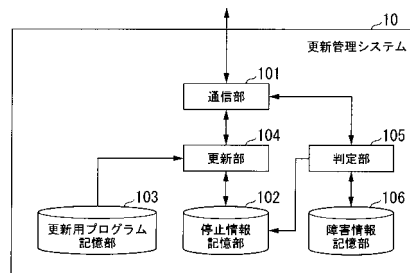 10
更新管理システム
101
通信部
104
更新部
105
判定部
103
更新用プログラム
記憶部
102
停止情報
記憶部
106
障害情報
記憶部